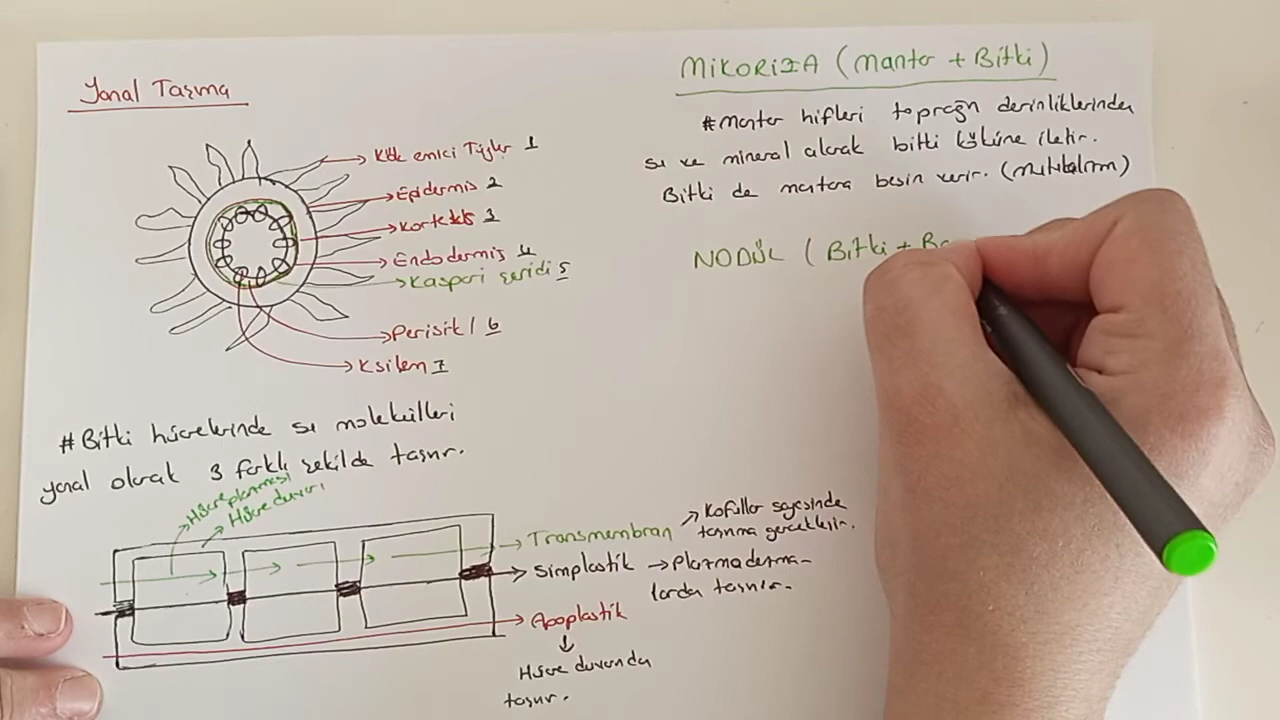 Yanal Taşıma
Kök emici Tüyler 1
Epidermis 2
Korteks 3
Endodermis 4
Kaspari şeridi 5
Perisikl 6
Ksilem 7
#Bitki hücrelerinde su molekülleri
yanal olarak 3 farklı şekilde taşınır.
Hücre plazması
Hücre duvarı
Transmembran
Kofullar sayesinde
taşınma gerçekleşir.
Simplastik
Plazmodesma-
larda taşınır.
Apoplastik
Hücre duvarında
taşınır.
MİKORİZA (Mantar + Bitki)
#Mantar hifleri toprağın derinliklerinden
su ve mineral alarak bitki köküne iletir.
Bitki de mantara besin verir. (Mutualizm)
NODÜL (Bitki + Ba